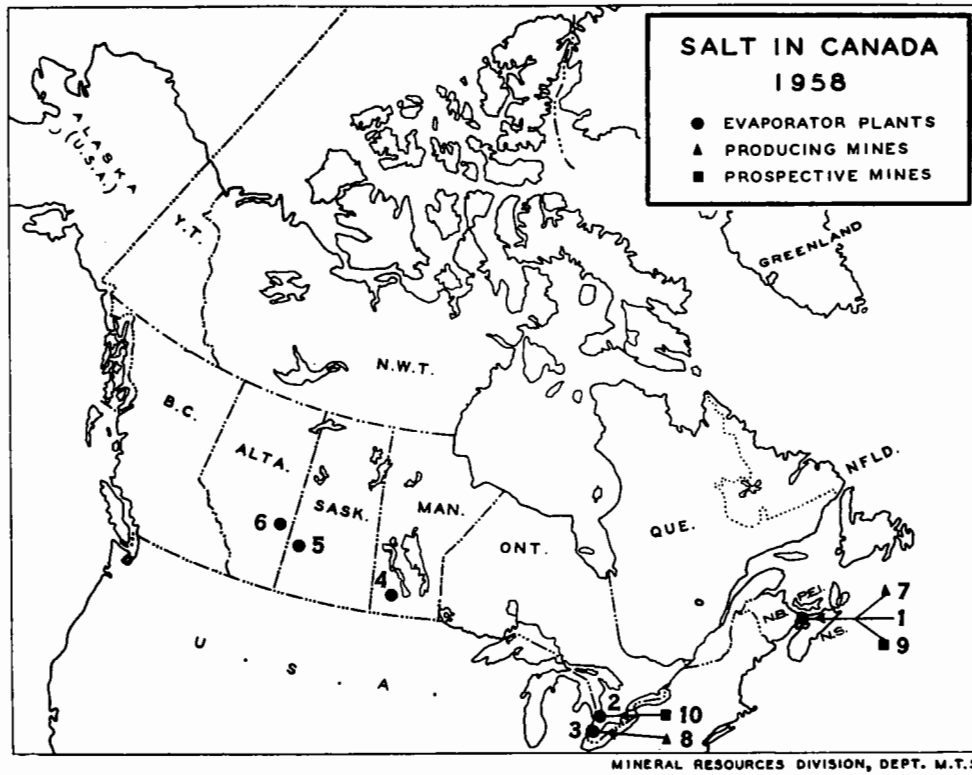 SALT IN CANADA
1958
● EVAPORATOR PLANTS
▲ PRODUCING MINES
■ PROSPECTIVE MINES
ALASKA
(U.S.A.)
Y.T.
GREENLAND
N.W.T.
B.C.
ALTA.
SASK.
MAN.
ONT.
QUE.
NFLD.
6
5
4
P.E.I.
N.B.
N.S.
7
1
9
U. S. A.
2
10
3
8
MINERAL RESOURCES DIVISION, DEPT. M.T.S